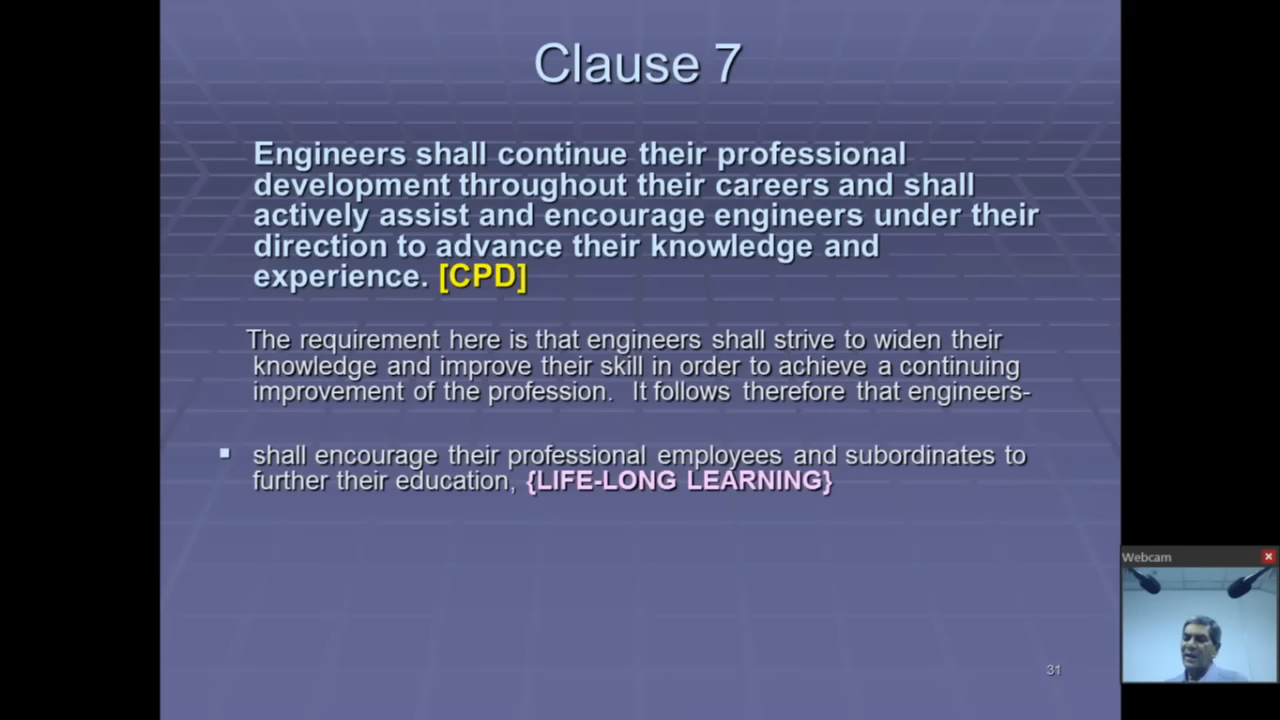 Clause 7
Engineers shall continue their professional
development throughout their careers and shall
actively assist and encourage engineers under their
direction to advance their knowledge and
experience. [CPD]
The requirement here is that engineers shall strive to widen their
knowledge and improve their skill in order to achieve a continuing
improvement of the profession. It follows therefore that engineers-
shall encourage their professional employees and subordinates to
further their education, {LIFE-LONG LEARNING}
Webcam
31